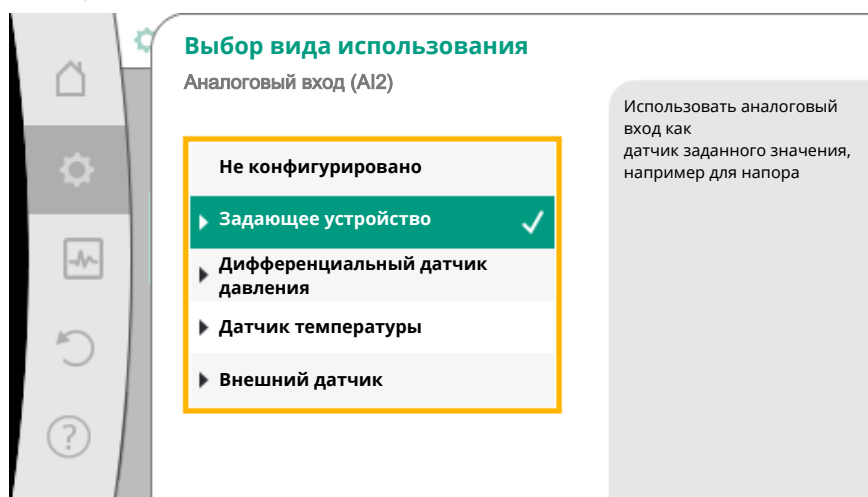 Выбор вида использования
Аналоговый вход (AI2)
Не конфигурировано
Задающее устройство
Дифференциальный датчик
давления
Датчик температуры
Внешний датчик
Использовать аналоговый
вход как
датчик заданного значения,
например для напора
?